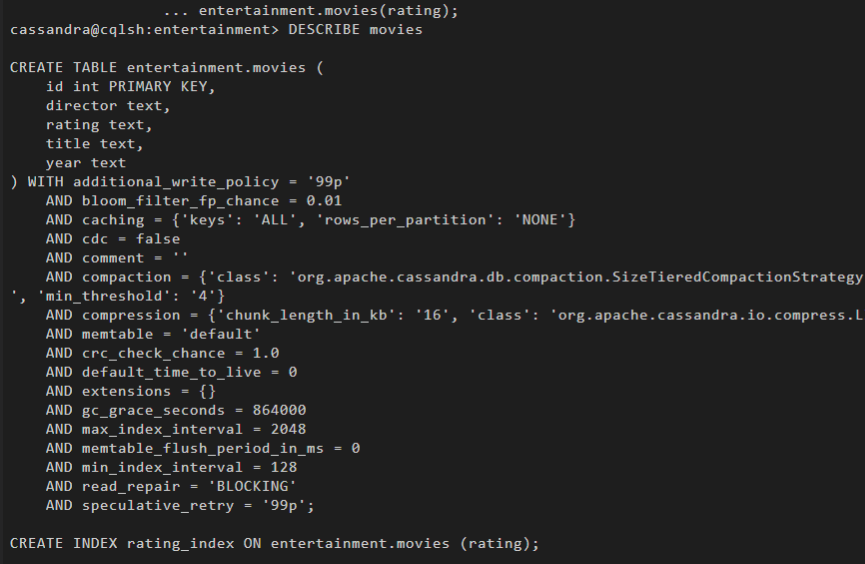 ... entertainment.movies(rating);
cassandra@cqlsh:entertainment> DESCRIBE movies
CREATE TABLE entertainment.movies (
id int PRIMARY KEY,
director text,
rating text,
title text,
year text
) WITH additional_write_policy = '99p'
AND bloom_filter_fp_chance = 0.01
AND caching = {'keys': 'ALL', 'rows_per_partition': 'NONE'}
AND cdc = false
AND comment = ''
AND compaction = {'class': 'org.apache.cassandra.db.compaction.SizeTieredCompactionStrategy
', 'min_threshold': '4'}
AND compression = {'chunk_length_in_kb': '16', 'class': 'org.apache.cassandra.io.compress.L
AND memtable = 'default'
AND crc_check_chance = 1.0
AND default_time_to_live = 0
AND extensions = {}
AND gc_grace_seconds = 864000
AND max_index_interval = 2048
AND memtable_flush_period_in_ms = 0
AND min_index_interval = 128
AND read_repair = 'BLOCKING'
AND speculative_retry = '99p';
CREATE INDEX rating_index ON entertainment.movies (rating);